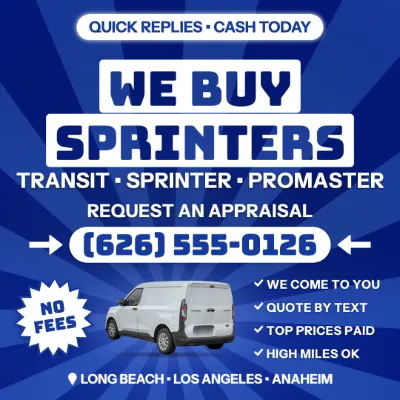 QUICK REPLIES • CASH TODAY
WE BUY
SPRINTERS
TRANSIT • SPRINTER • PROMASTER
REQUEST AN APPRAISAL
(626) 555-0126
NO
FEES
✓ WE COME TO YOU
✓ QUOTE BY TEXT
✓ TOP PRICES PAID
✓ HIGH MILES OK
LONG BEACH • LOS ANGELES • ANAHEIM